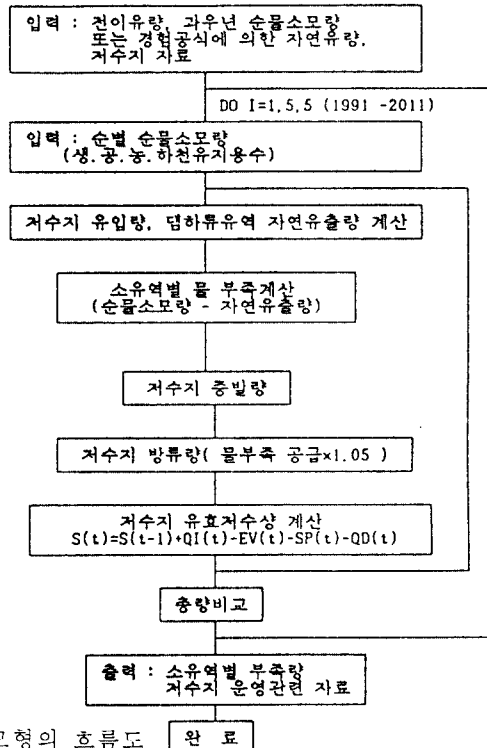 입력 : 전이유량, 과우년 순물소모량
또는 경험공식에 의한 자연유량,
저수지 자료
DO I=1,5,5 (1991 -2011)
입력 : 순별 순물소모량
(생.공.농.하천유지용수)
저수지 유입량, 댐하류유역 자연유출량 계산
소유역별 물 부족계산
(순물소모량 - 자연유출량)
저수지 증발량
저수지 방류량( 물부족 공급×1.05 )
저수지 유효저수량 계산
S(t)=S(t-1)+QI(t)-EV(t)-SP(t)-QD(t)
총량비교
출력 : 소유역별 부족량
저수지 운영관련 자료
모형의 흐름도
완 료